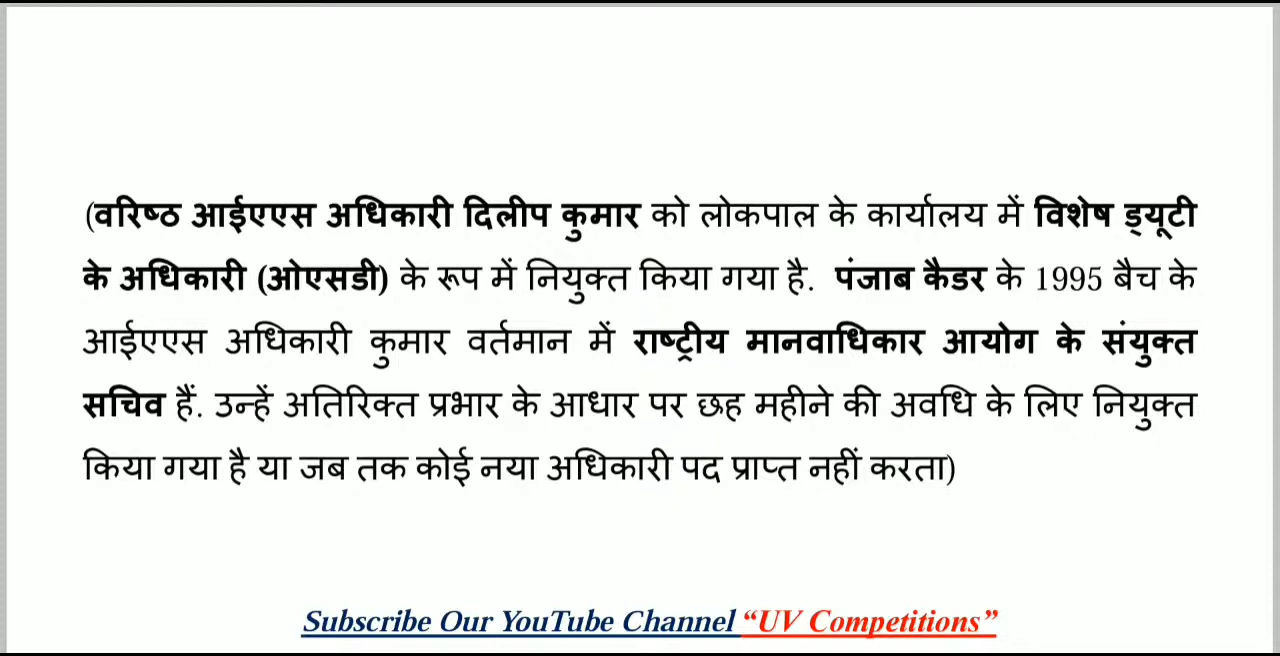 (वरिष्ठ आईएएस अधिकारी दिलीप कुमार को लोकपाल के कार्यालय में विशेष ड्यूटी
के अधिकारी (ओएसडी) के रूप में नियुक्त किया गया है. पंजाब कैडर के 1995 बैच के
आईएएस अधिकारी कुमार वर्तमान में राष्ट्रीय मानवाधिकार आयोग के संयुक्त
सचिव हैं. उन्हें अतिरिक्त प्रभार के आधार पर छह महीने की अवधि के लिए नियुक्त
किया गया है या जब तक कोई नया अधिकारी पद प्राप्त नहीं करता)
Subscribe Our YouTube Channel “UV Competitions”